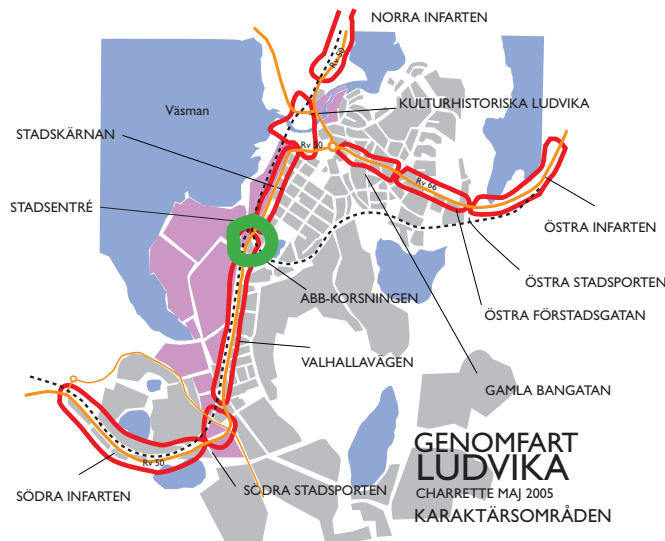 NORRA INFARTEN
Rv 50
Väsman
KULTURHISTORISKA LUDVIKA
STADSKÄRNAN
Rv 50
Rv 66
STADSENTRÉ
ÖSTRA INFARTEN
ÖSTRA STADSPORTEN
ABB-KORSNINGEN
ÖSTRA FÖRSTADSGATAN
VALHALLAVÄGEN
GAMLA BANGATAN
GENOMFART
LUDVIKA
CHARRETTE MAJ 2005
KARAKTÄRSOMRÅDEN
Rv 50
SÖDRA INFARTEN
SÖDRA STADSPORTEN